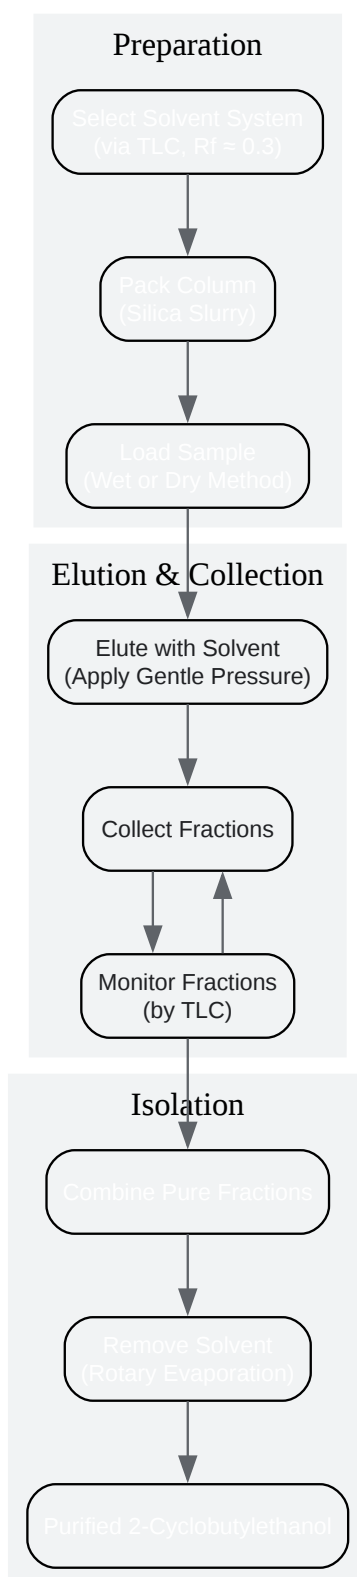 Preparation
Select Solvent System
(via TLC, Rf ≈ 0.3)
Pack Column
(Silica Slurry)
Load Sample
(Wet or Dry Method)
Elution & Collection
Elute with Solvent
(Apply Gentle Pressure)
Collect Fractions
Monitor Fractions
(by TLC)
Isolation
Combine Pure Fractions
Remove Solvent
(Rotary Evaporation)
Purified 2-Cyclobutylethanol